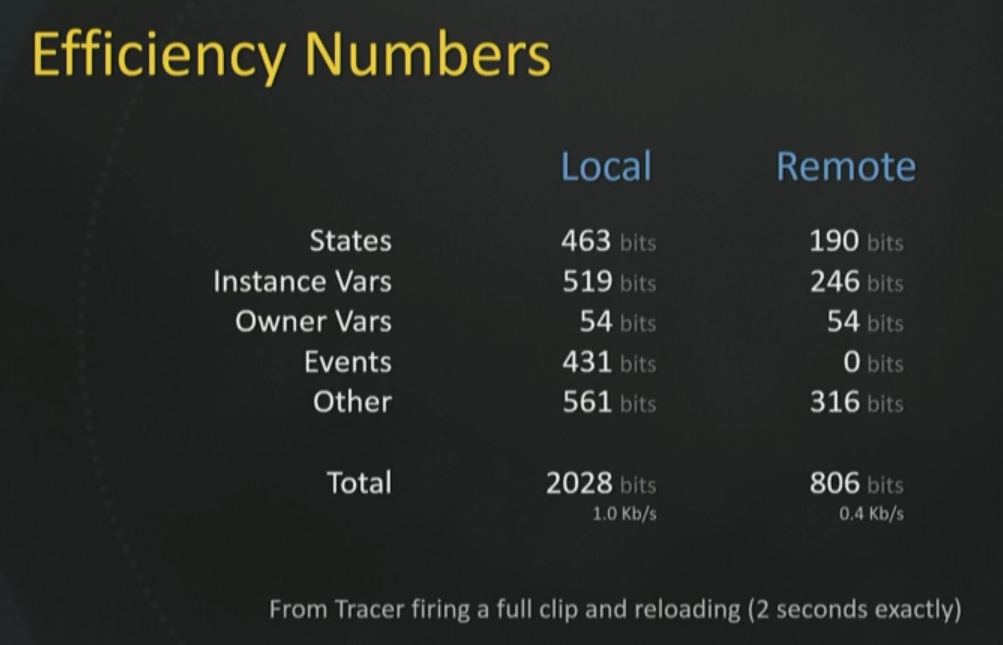 Efficiency Numbers
Local Remote
States 463 bits 190 bits
Instance Vars 519 bits 246 bits
Owner Vars 54 bits 54 bits
Events 431 bits 0 bits
Other 561 bits 316 bits
Total 2028 bits 806 bits
1.0 Kb/s 0.4 Kb/s
From Tracer firing a full clip and reloading (2 seconds exactly)